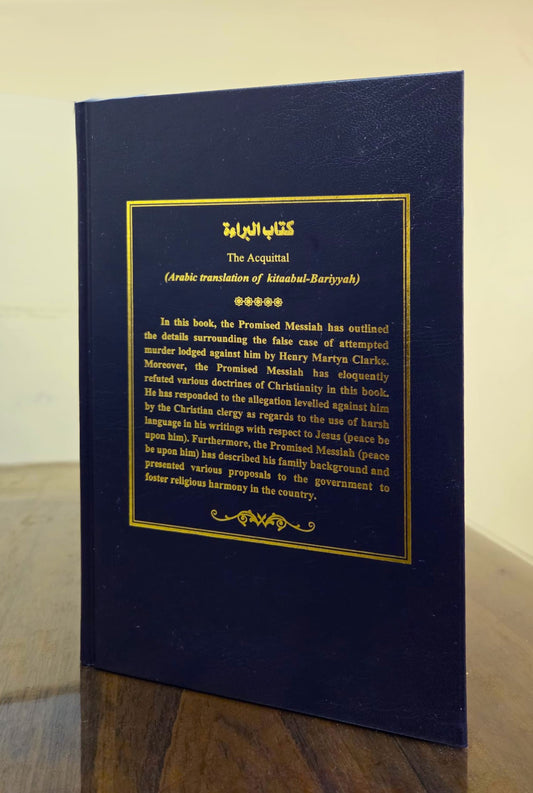 كتاب البراءة
The Acquittal
(Arabic translation of kitaabul-Bariyyah)
In this book, the Promised Messiah has outlined
the details surrounding the false case of attempted
murder lodged against him by Henry Martyn Clarke.
Moreover, the Promised Messiah has eloquently
refuted various doctrines of Christianity in this book.
He has responded to the allegation levelled against him
by the Christian clergy as regards to the use of harsh
language in his writings with respect to Jesus (peace be
upon him). Furthermore, the Promised Messiah (peace
be upon him) has described his family background and
presented various proposals to the government to
foster religious harmony in the country.